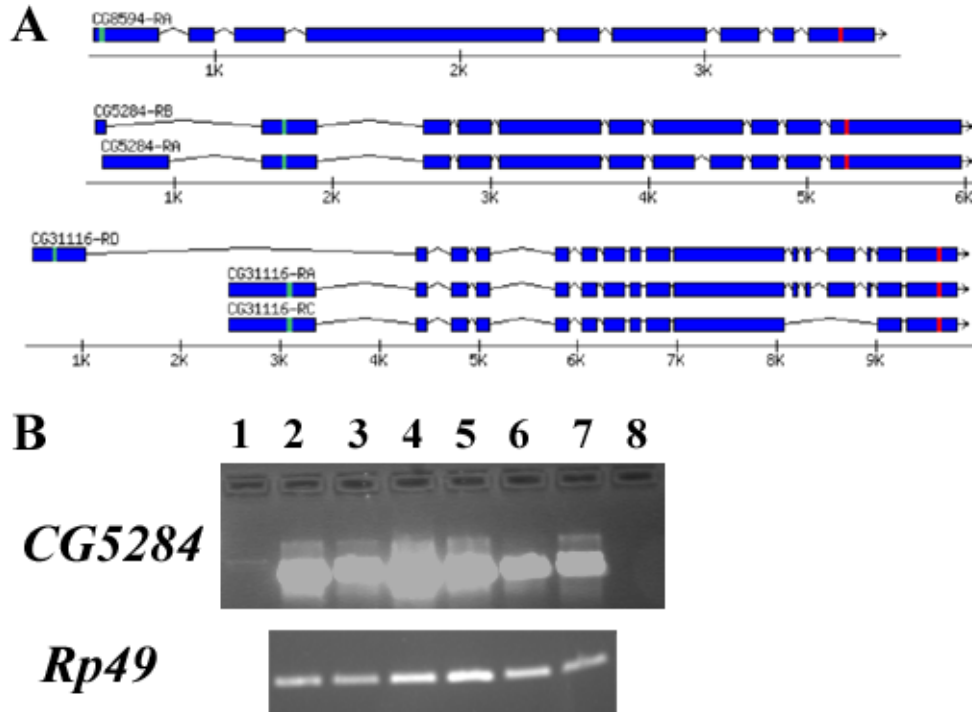 A
CG8594-RA
1K 2K 3K
CG5284-RB
CG5284-RA
1K 2K 3K 4K 5K 6K
CG31116-RD
CG31116-RA
CG31116-RC
1K 2K 3K 4K 5K 6K 7K 8K 9K
B
1 2 3 4 5 6 7 8
CG5284
Rp49